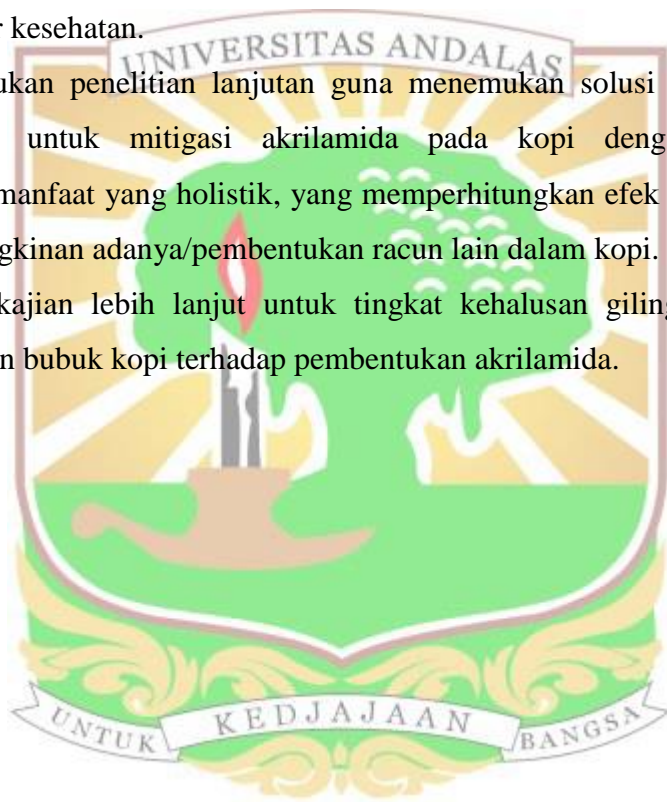 r kesehatan.
UNIVERSITAS ANDALAS
ukan penelitian lanjutan guna menemukan solusi
untuk mitigasi akrilamida pada kopi deng
manfaat yang holistik, yang memperhitungkan efek
gkinan adanya/pembentukan racun lain dalam kopi.
kajian lebih lanjut untuk tingkat kehalusan giling
n bubuk kopi terhadap pembentukan akrilamida.
UNTUK KEDJAJAAN BANGSA